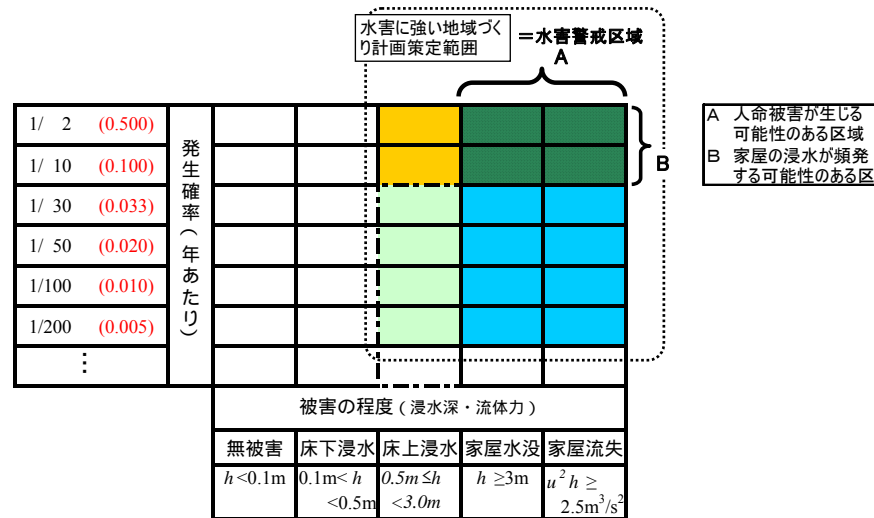 水害に強い地域づく
り計画策定範囲
＝水害警戒区域
A
1/ 2 (0.500)
1/ 10 (0.100)
1/ 30 (0.033)
1/ 50 (0.020)
1/100 (0.010)
1/200 (0.005)
⋮
発生確率(年あたり)
B
A 人命被害が生じる
可能性のある区域
B 家屋の浸水が頻発
する可能性のある区
被害の程度（浸水深・流体力）
無被害 床下浸水 床上浸水 家屋水没 家屋流失
h<0.1m 0.1m< h 0.5m≤h h ≥3m u² h ≥
<0.5m <3.0m 2.5m³/s²